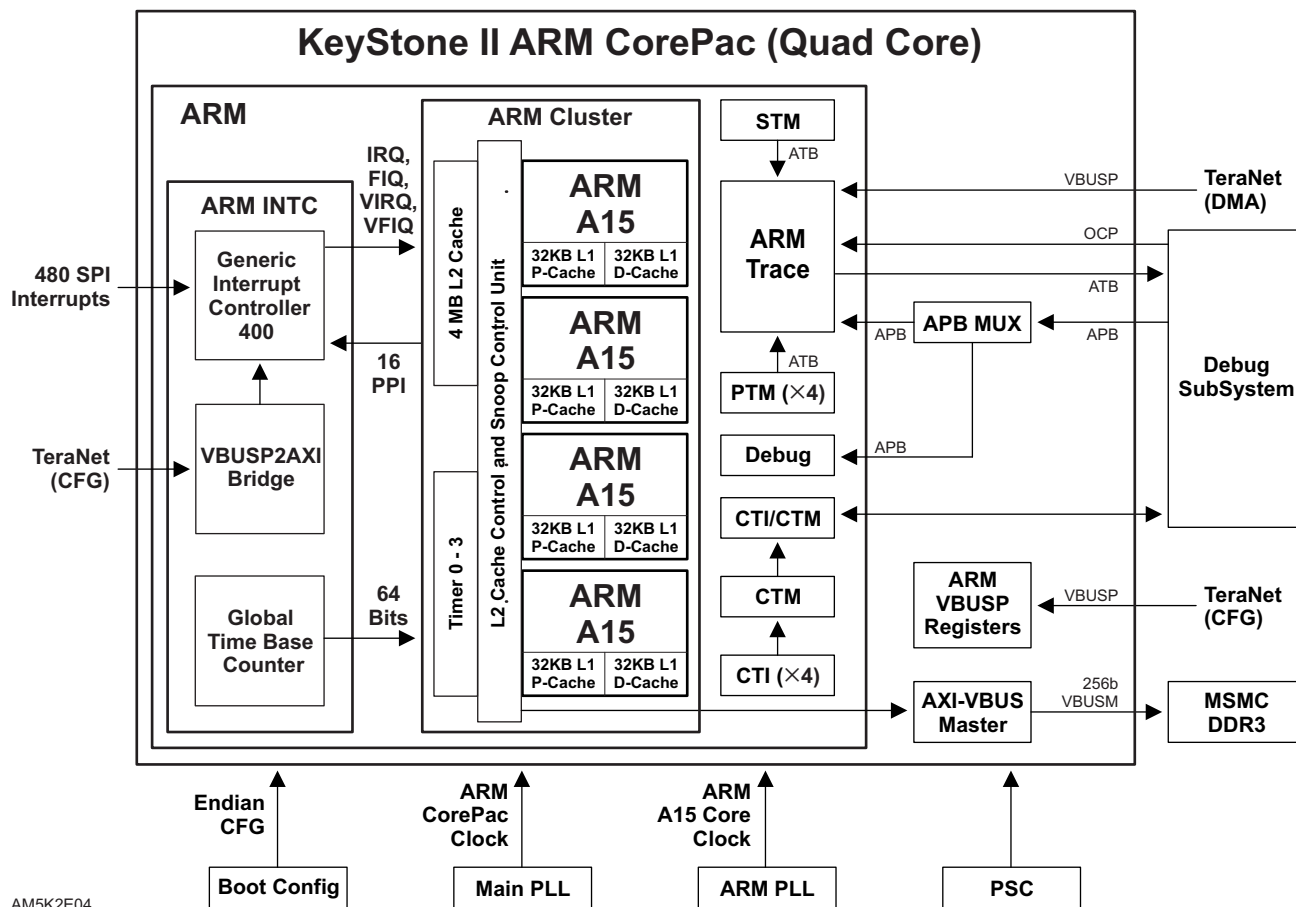 KeyStone II ARM CorePac (Quad Core)
ARM
ARM INTC
Generic
Interrupt
Controller
400
480 SPI
Interrupts
IRQ,
FIQ,
VIRQ,
VFIQ
16
PPI
TeraNet
(CFG)
VBUSP2AXI
Bridge
Global
Time Base
Counter
64
Bits
ARM Cluster
4 MB L2 Cache
Timer 0 - 3
L2 Cache Control and Snoop Control Unit
ARM
A15
32KB L1
P-Cache
32KB L1
D-Cache
ARM
A15
32KB L1
P-Cache
32KB L1
D-Cache
ARM
A15
32KB L1
P-Cache
32KB L1
D-Cache
ARM
A15
32KB L1
P-Cache
32KB L1
D-Cache
STM
ATB
ARM
Trace
ATB
PTM (×4)
Debug
CTI/CTM
CTM
CTI (×4)
VBUSP
TeraNet
(DMA)
OCP
ATB
APB
APB MUX
APB
APB
Debug
SubSystem
ARM
VBUSP
Registers
VBUSP
TeraNet
(CFG)
AXI-VBUS
Master
256b
VBUSM
MSMC
DDR3
Endian
CFG
Boot Config
ARM
CorePac
Clock
Main PLL
ARM
A15 Core
Clock
ARM PLL
PSC
AM5K2E04